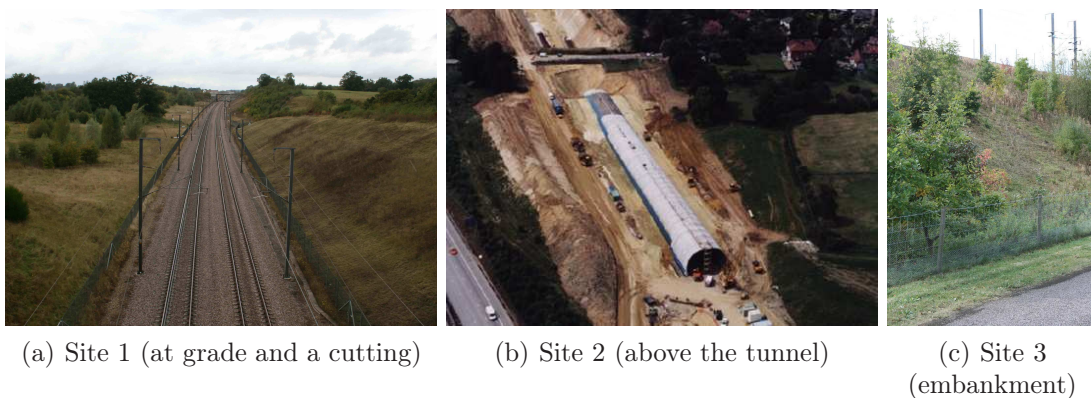 (a) Site 1 (at grade and a cutting)
(b) Site 2 (above the tunnel)
(c) Site 3
(embankment)